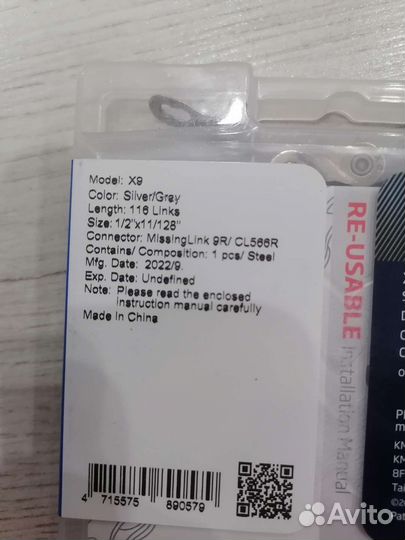 Model: X9
Color: Silver/Grey
Length: 116 Links
Size: 1/2"x11/128"
Connector: MissingLink 9R/ CL566R
Contains/ Composition: 1 pcs/ Steel
Mfg. Date: 2022/9.
Exp. Date: Undefined
Note: Please read the enclosed
instruction manual carefully
Made In China
4 715575 890579
RE-USABLE
Installation Manual
Avito